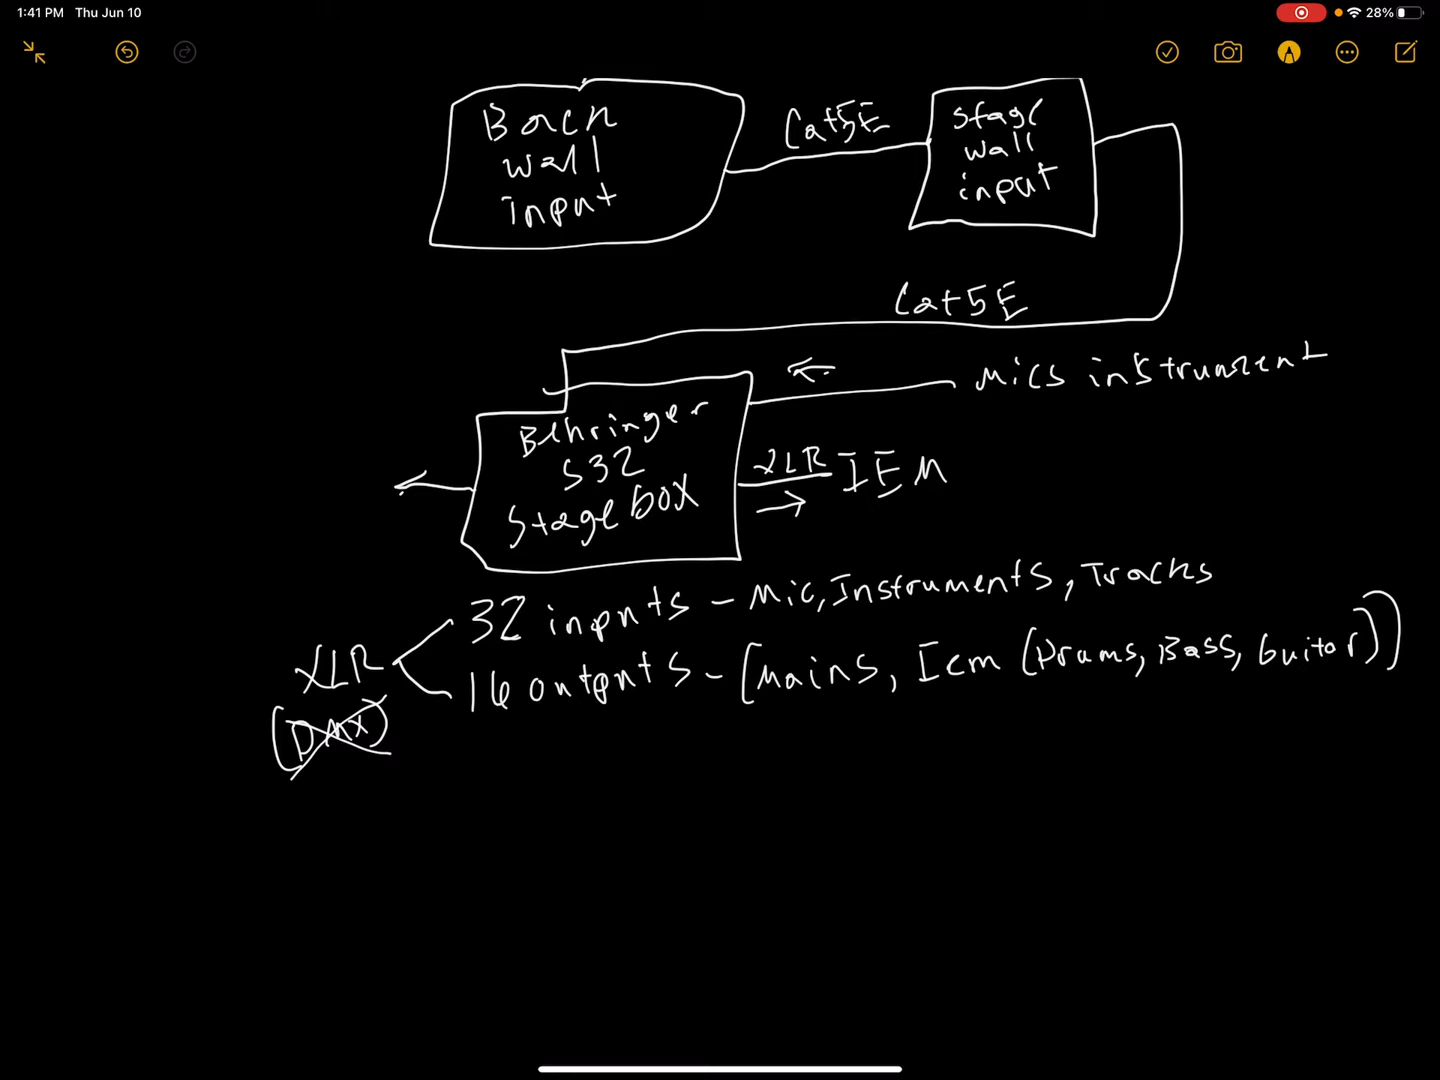 1:41 PM Thu Jun 10
28%
Back
wall
input
Cat5E
stage
wall
input
Cat5E
Mics instrument
Behringer
S32
stage box
XLR IEM
32 inputs - Mic, Instruments, Tracks
XLR
16 outputs - [Mains, Iem (Drums, Bass, Guitar)]
(DMX)